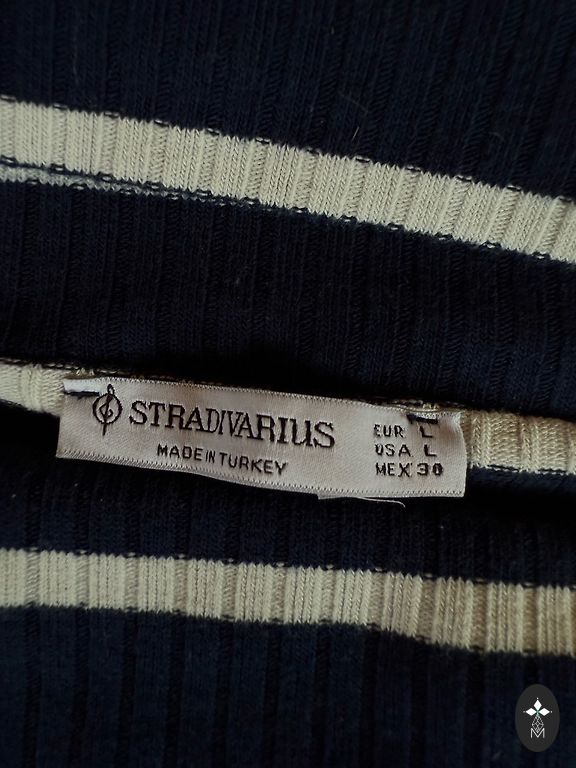 STRADIVARIUS
MADE IN TURKEY
EUR L
USA L
MEX 30
M